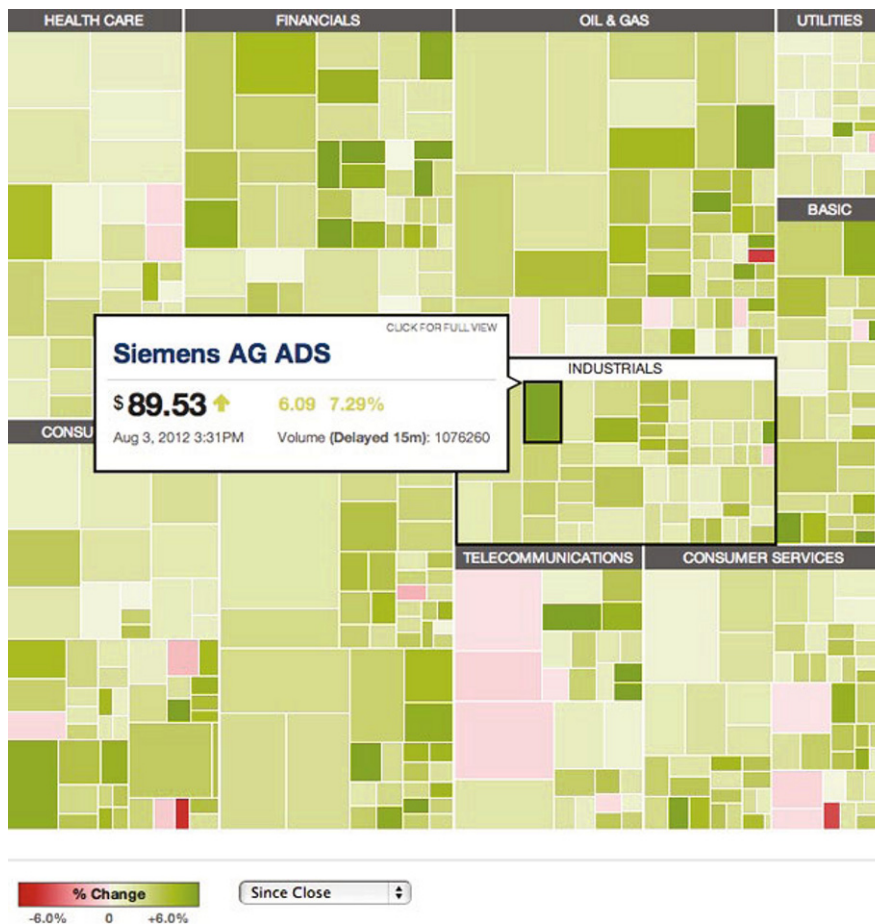 HEALTH CARE
FINANCIALS
OIL & GAS
UTILITIES
BASIC
CLICK FOR FULL VIEW
Siemens AG ADS
$ 89.53 6.09 7.29%
Aug 3, 2012 3:31PM Volume (Delayed 15m): 1076260
INDUSTRIALS
CONSU
TELECOMMUNICATIONS
CONSUMER SERVICES
% Change
-6.0% 0 +6.0%
Since Close